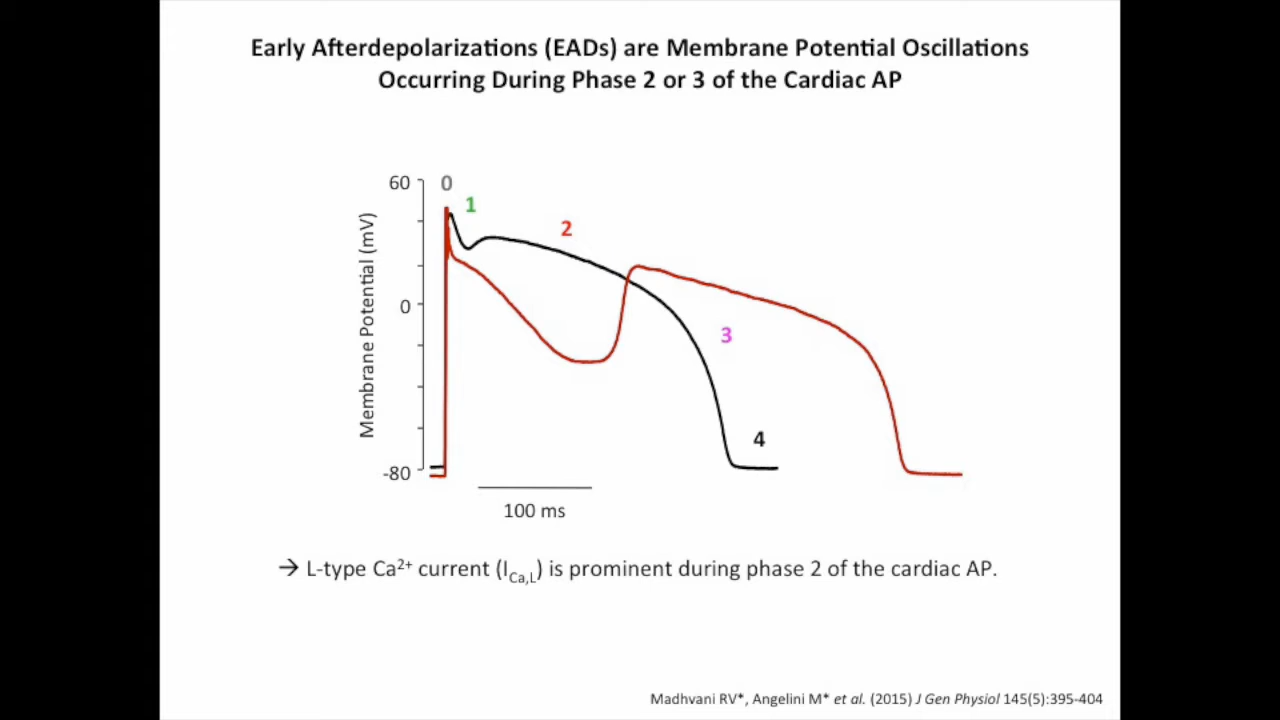 Early Afterdepolarizations (EADs) are Membrane Potential Oscillations
Occurring During Phase 2 or 3 of the Cardiac AP
60
0
1
2
Membrane Potential (mV)
0
3
4
-80
100 ms
→ L-type Ca²⁺ current (I_Ca,L) is prominent during phase 2 of the cardiac AP.
Madhvani RV*, Angelini M* et al. (2015) J Gen Physiol 145(5):395-404